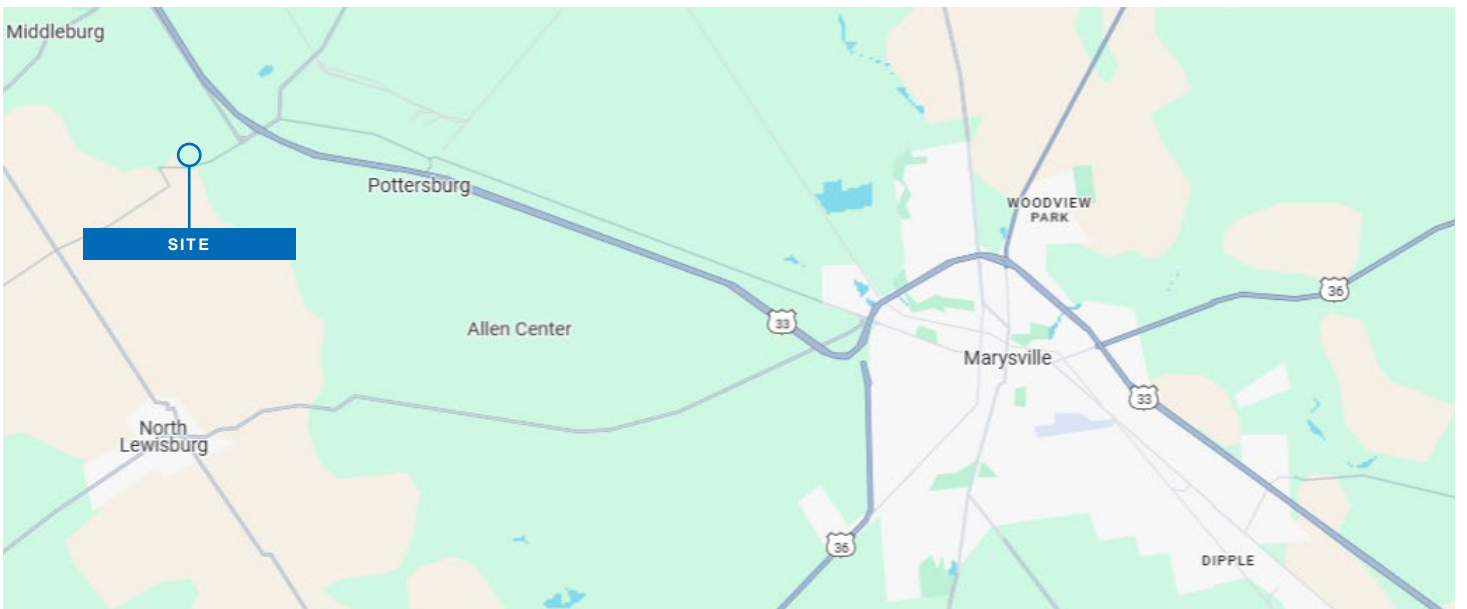 Middleburg
Pottersburg
WOODVIEW
PARK
SITE
36
33
Allen Center
Marysville
33
North
Lewisburg
36
DIPPLE